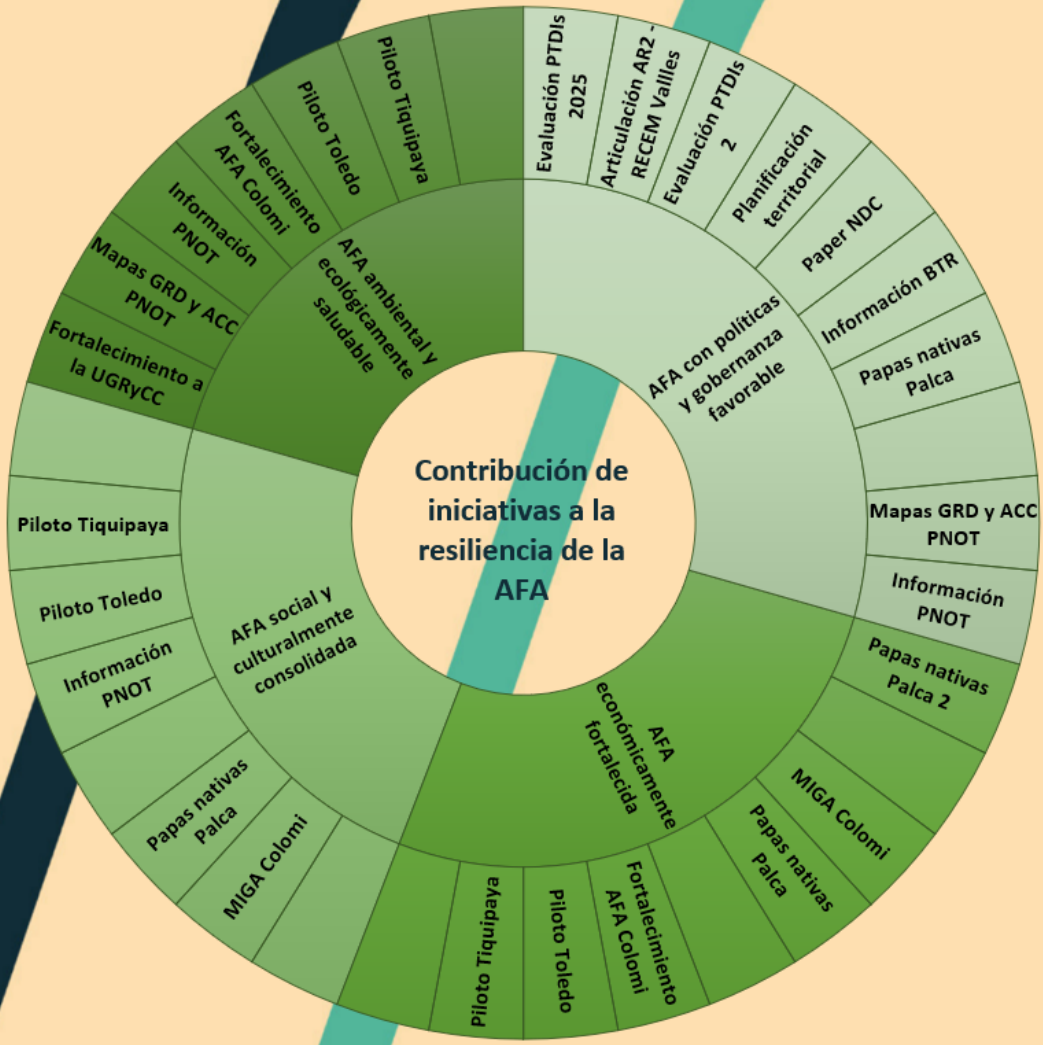 Contribución de
iniciativas a la
resiliencia de la
AFA
AFA con políticas
y gobernanza
favorable
Evaluación PTDIs
2025
Articulación AR2 -
RECEM Vallles
Evaluación PTDIs
2
Planificación
territorial
Paper NDC
Información BTR
Papas nativas
Palca
Mapas GRD y ACC
PNOT
Información
PNOT
AFA
económicamente
fortalecida
Papas nativas
Palca 2
MIGA Colomi
Papas nativas
Palca
Fortalecimiento
AFA Colomi
Piloto Toledo
Piloto Tiquipaya
AFA social y
culturalmente
consolidada
MIGA Colomi
Papas nativas
Palca
Información
PNOT
Piloto Toledo
Piloto Tiquipaya
AFA ambiental y
ecológicamente
saludable
Fortalecimiento a
la UGRyCC
Mapas GRD y ACC
PNOT
Información
PNOT
Fortalecimiento
AFA Colomi
Piloto Toledo
Piloto Tiquipaya